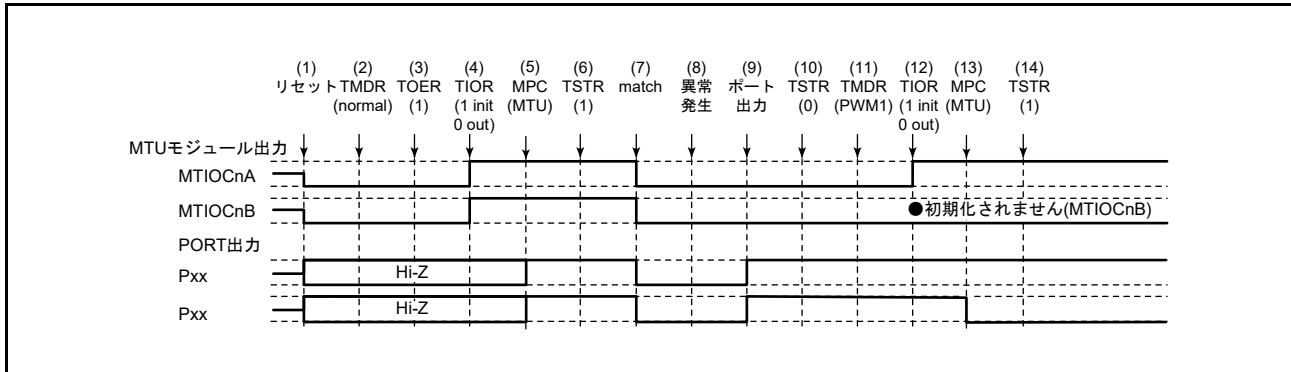 (1) (2) (3) (4) (5) (6) (7) (8) (9) (10) (11) (12) (13) (14)
リセット TMDR TOER TIOR MPC TSTR match 異常 ポート TSTR TMDR TIOR MPC TSTR
(normal) (1) (1 init (MTU) (1) 発生 出力 (0) (PWM1) (1 init (MTU) (1)
0 out) 0 out)
MTUモジュール出力
MTIOCnA
MTIOCnB ●初期化されません(MTIOCnB)
PORT出力
Pxx Hi-Z
Pxx Hi-Z